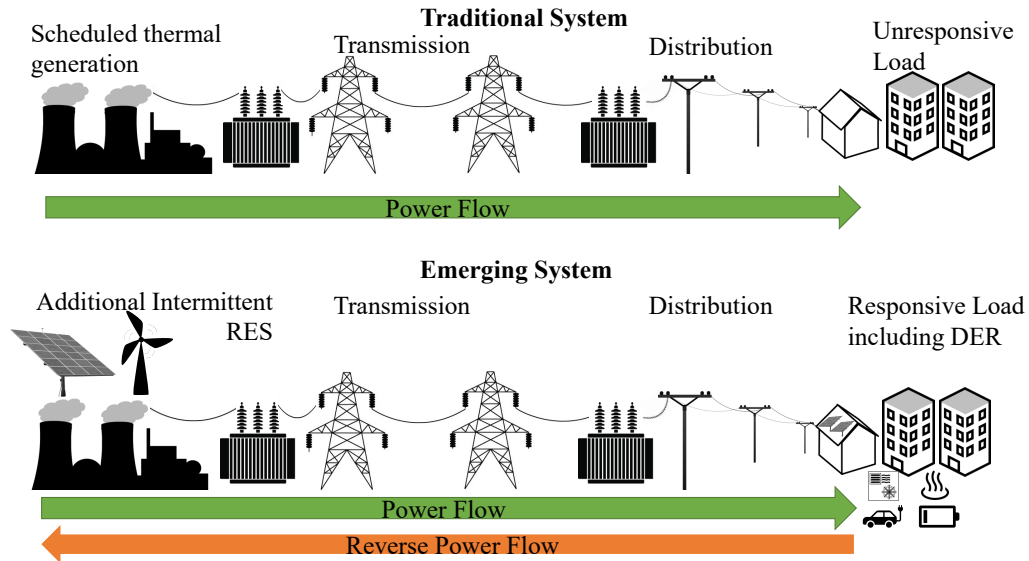 Traditional System
Scheduled thermal
generation
Transmission
Distribution
Unresponsive
Load
Power Flow
Emerging System
Additional Intermittent
RES
Transmission
Distribution
Responsive Load
including DER
Power Flow
Reverse Power Flow